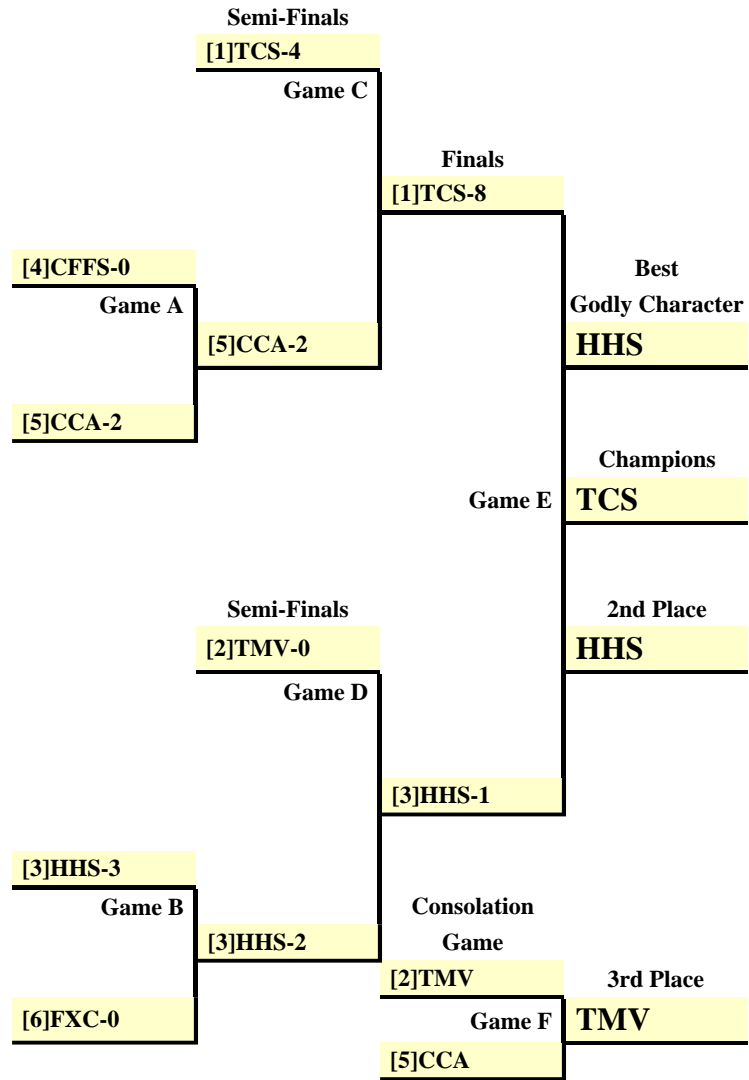 Semi-Finals
[1]TCS-4
Game C
Finals
[1]TCS-8
[4]CFFS-0
Best
Game A
Godly Character
[5]CCA-2
HHS
[5]CCA-2
Champions
Game E
TCS
Semi-Finals
2nd Place
[2]TMV-0
HHS
Game D
[3]HHS-1
[3]HHS-3
Game B
Consolation
[3]HHS-2
Game
[2]TMV
3rd Place
[6]FXC-0
Game F
TMV
[5]CCA